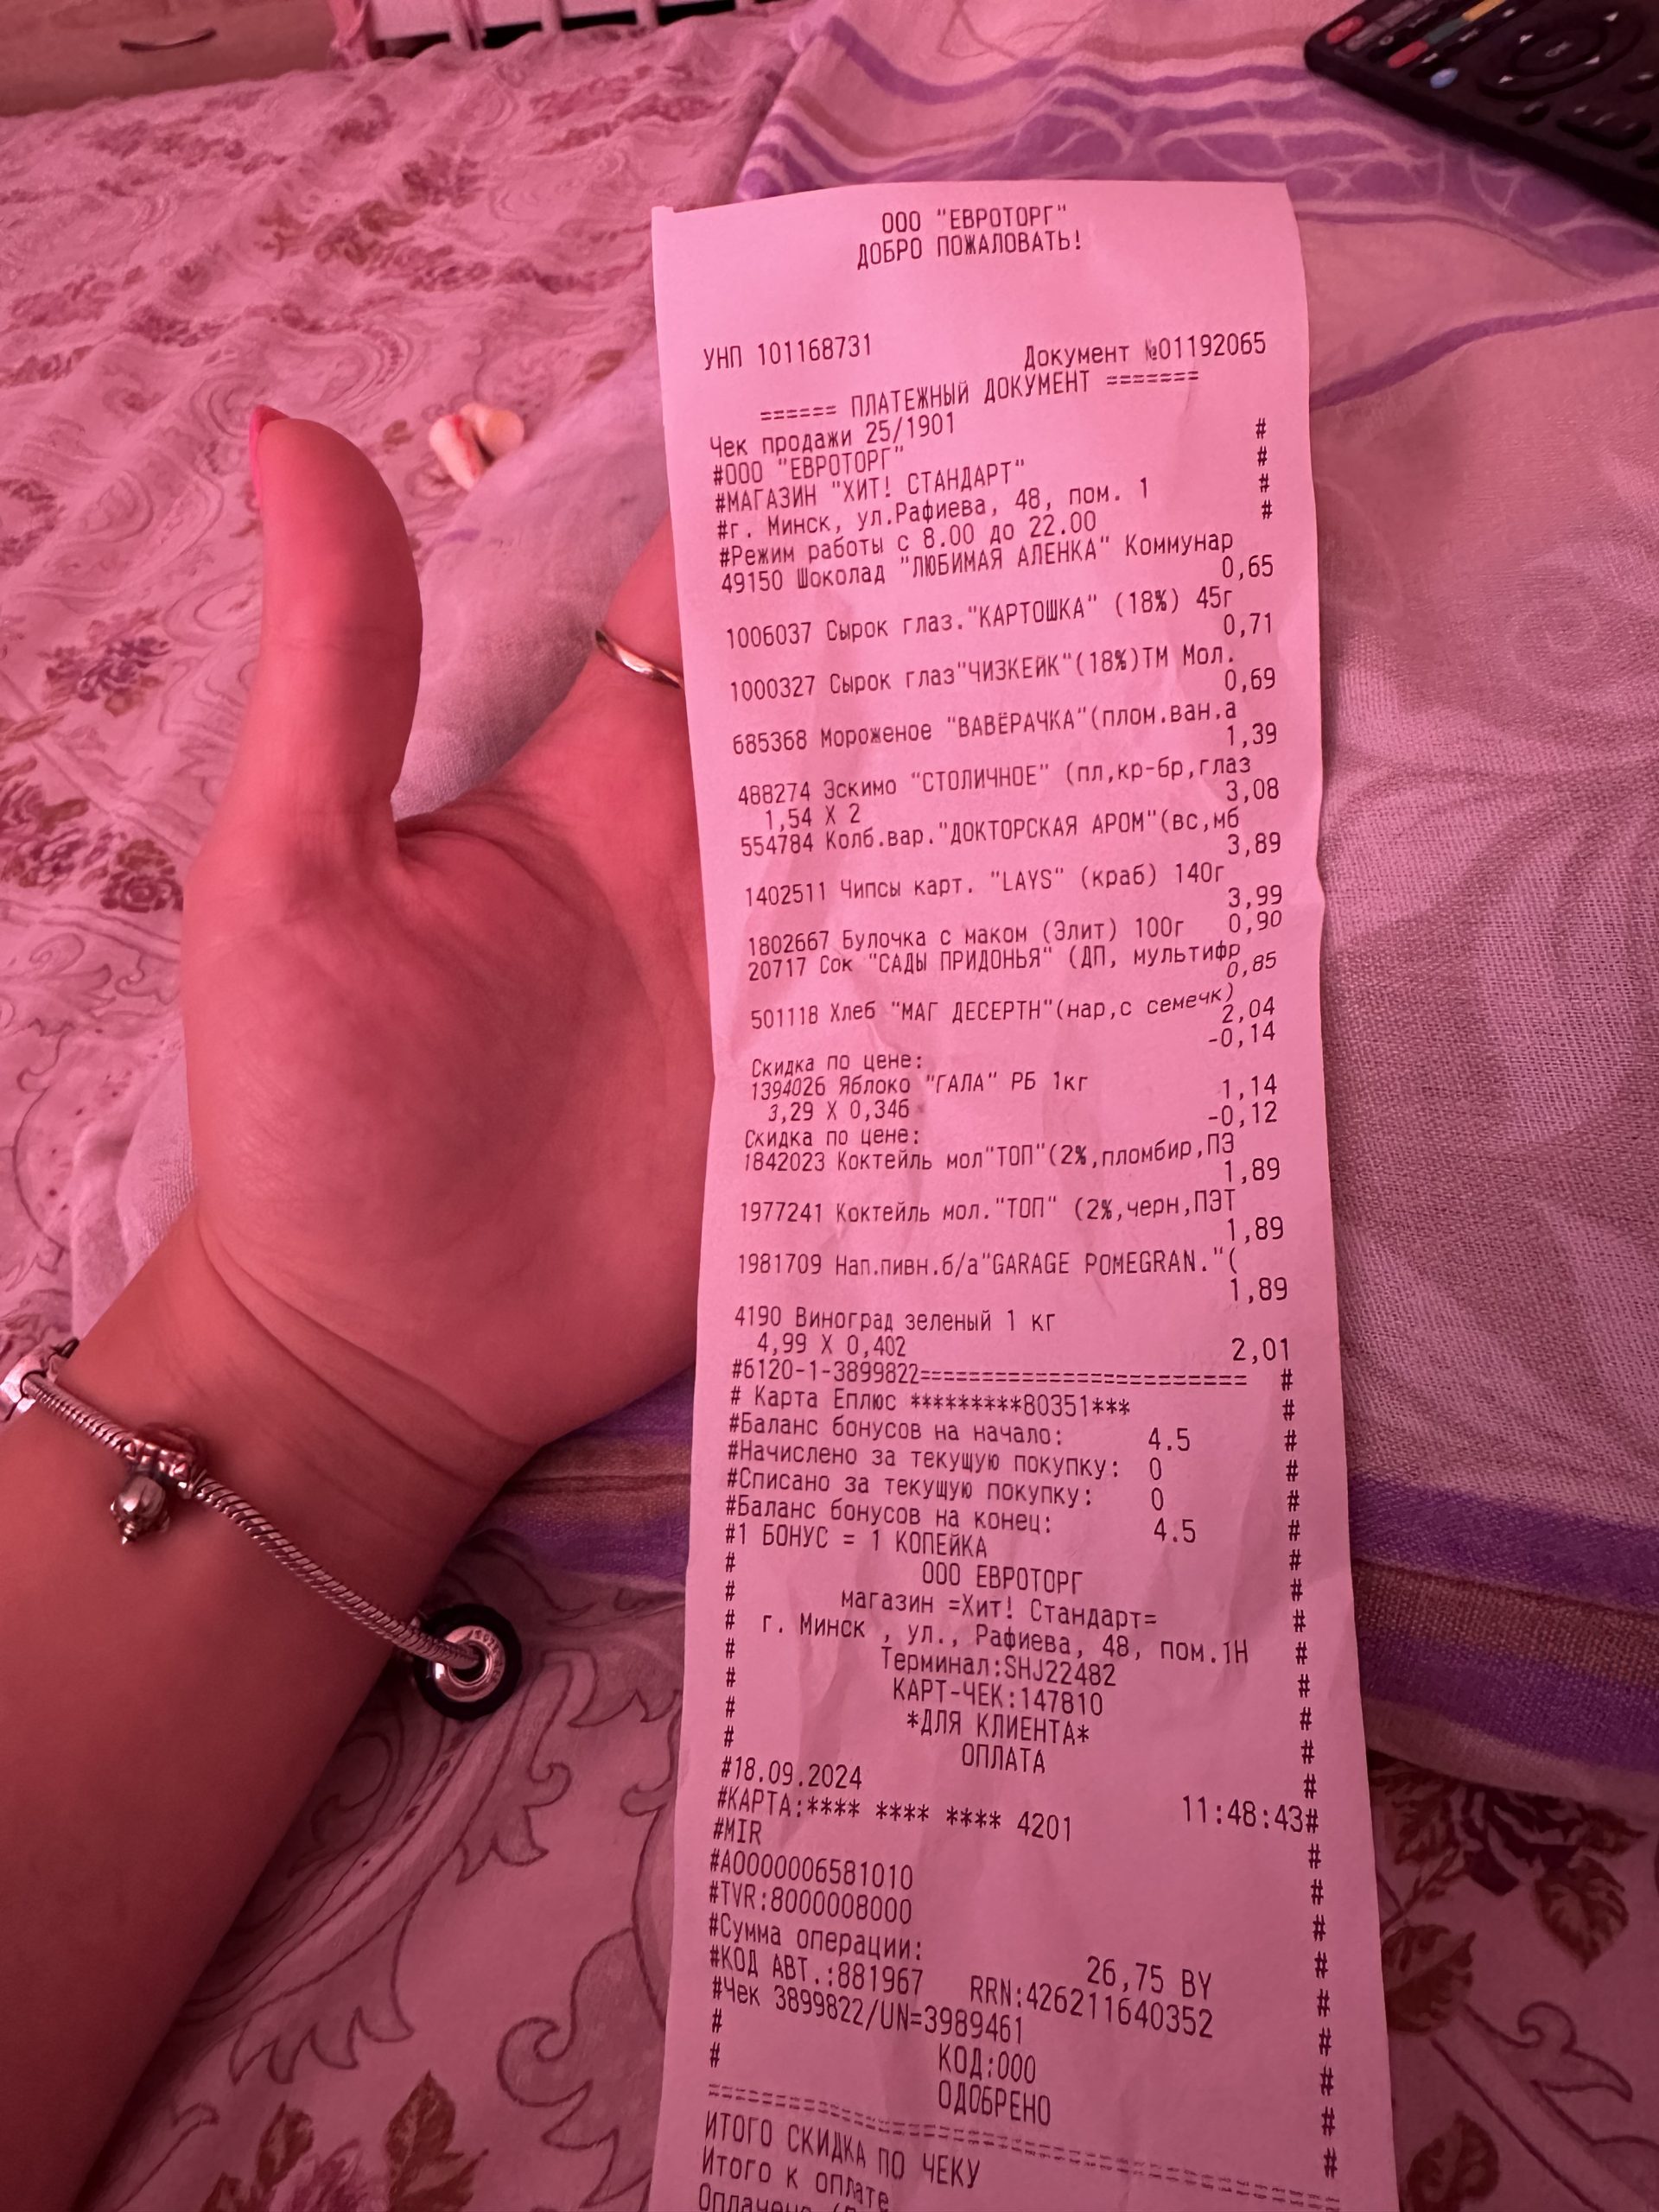 ООО "ЕВРОТОРГ"
ДОБРО ПОЖАЛОВАТЬ!
УНП 101168731 Документ №01192065
====== ПЛАТЕЖНЫЙ ДОКУМЕНТ =======
Чек продажи 25/1901
#ООО "ЕВРОТОРГ" #
#МАГАЗИН "ХИТ! СТАНДАРТ" #
#г. Минск, ул.Рафиева, 48, пом. 1 #
#Режим работы с 8.00 до 22.00 #
49150 Шоколад "ЛЮБИМАЯ АЛЕНКА" Коммунар
0,65
1006037 Сырок глаз."КАРТОШКА" (18%) 45г
0,71
1000327 Сырок глаз"ЧИЗКЕЙК"(18%)ТМ Мол.
0,69
685368 Мороженое "ВАВЁРАЧКА"(плом.ван.а
1,39
488274 Эскимо "СТОЛИЧНОЕ" (пл,кр-бр,глаз
1,54 X 2 3,08
554784 Колб.вар."ДОКТОРСКАЯ АРОМ"(вс,мб
3,89
1402511 Чипсы карт. "LAYS" (краб) 140г
3,99
1802667 Булочка с маком (Элит) 100г 0,90
20717 Сок "САДЫ ПРИДОНЬЯ" (ДП, мультифр
0,85
501118 Хлеб "МАГ ДЕСЕРТН"(нар,с семечк)
2,04
Скидка по цене: -0,14
1394026 Яблоко "ГАЛА" РБ 1кг
3,29 X 0,346 1,14
Скидка по цене: -0,12
1842023 Коктейль мол"ТОП"(2%,пломбир,ПЭ
1,89
1977241 Коктейль мол."ТОП" (2%,черн,ПЭТ
1,89
1981709 Нап.пивн.б/а"GARAGE POMEGRAN."(
1,89
4190 Виноград зеленый 1 кг
4,99 X 0,402 2,01
#6120-1-3899822======================== #
# Карта Еплюс *********80351*** #
#Баланс бонусов на начало: 4.5 #
#Начислено за текущую покупку: 0 #
#Списано за текущую покупку: 0 #
#Баланс бонусов на конец: 4.5 #
#1 БОНУС = 1 КОПЕЙКА #
# ООО ЕВРОТОРГ #
# магазин =Хит! Стандарт= #
# г. Минск , ул., Рафиева, 48, пом.1Н #
# Терминал:SHJ22482 #
# КАРТ-ЧЕК:147810 #
# *ДЛЯ КЛИЕНТА* #
# ОПЛАТА #
#18.09.2024 11:48:43#
#КАРТА:**** **** **** 4201 #
#MIR #
#A0000006581010 #
#TVR:8000008000 #
#Сумма операции: 26,75 BY #
#КОД АВТ.:881967 RRN:426211640352 #
#Чек 3899822/UN=3989461 #
# КОД:000 #
# ОДОБРЕНО #
========================================
ИТОГО СКИДКА ПО ЧЕКУ
Итого к оплате